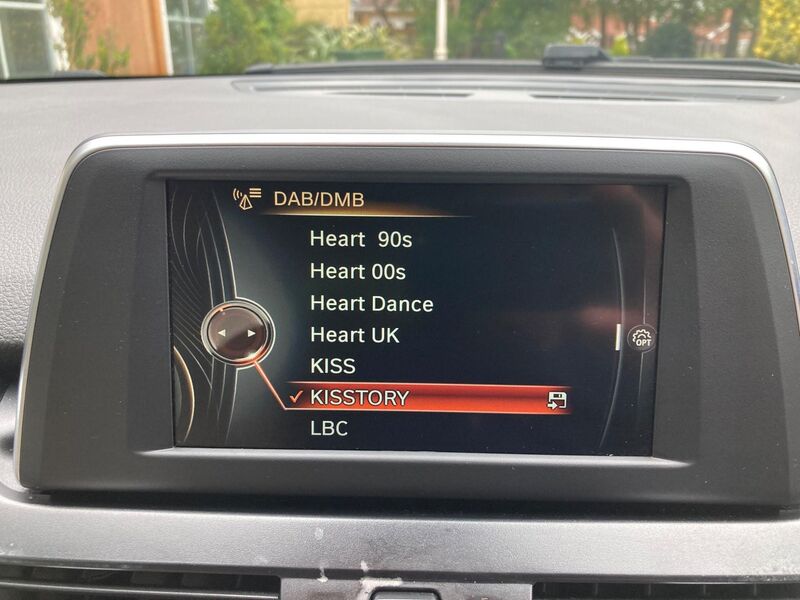 DAB/DMB
Heart 90s
Heart 00s
Heart Dance
Heart UK
OPT
KISS
KISSTORY
LBC